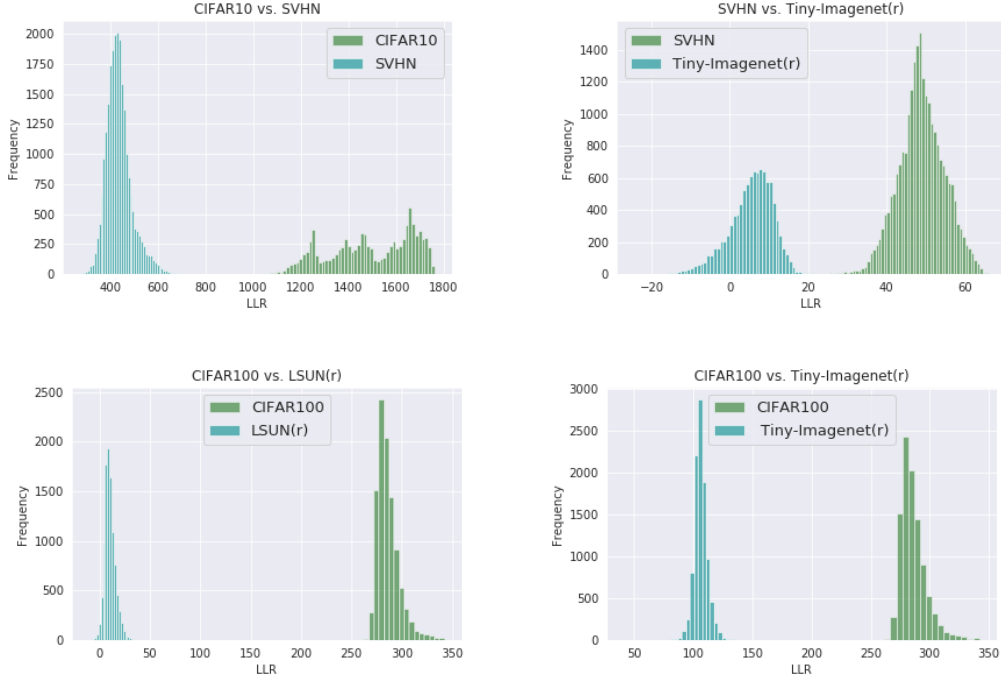 CIFAR10 vs. SVHN
2000
1750
1500
1250
1000
750
500
250
0
Frequency
CIFAR10
SVHN
400 600 800 1000 1200 1400 1600 1800
LLR
SVHN vs. Tiny-Imagenet(r)
1400
1200
1000
800
600
400
200
0
Frequency
SVHN
Tiny-Imagenet(r)
−20 0 20 40 60
LLR
CIFAR100 vs. LSUN(r)
2500
2000
1500
1000
500
0
Frequency
CIFAR100
LSUN(r)
0 50 100 150 200 250 300 350
LLR
CIFAR100 vs. Tiny-Imagenet(r)
3000
2500
2000
1500
1000
500
0
Frequency
CIFAR100
Tiny-Imagenet(r)
50 100 150 200 250 300 350
LLR